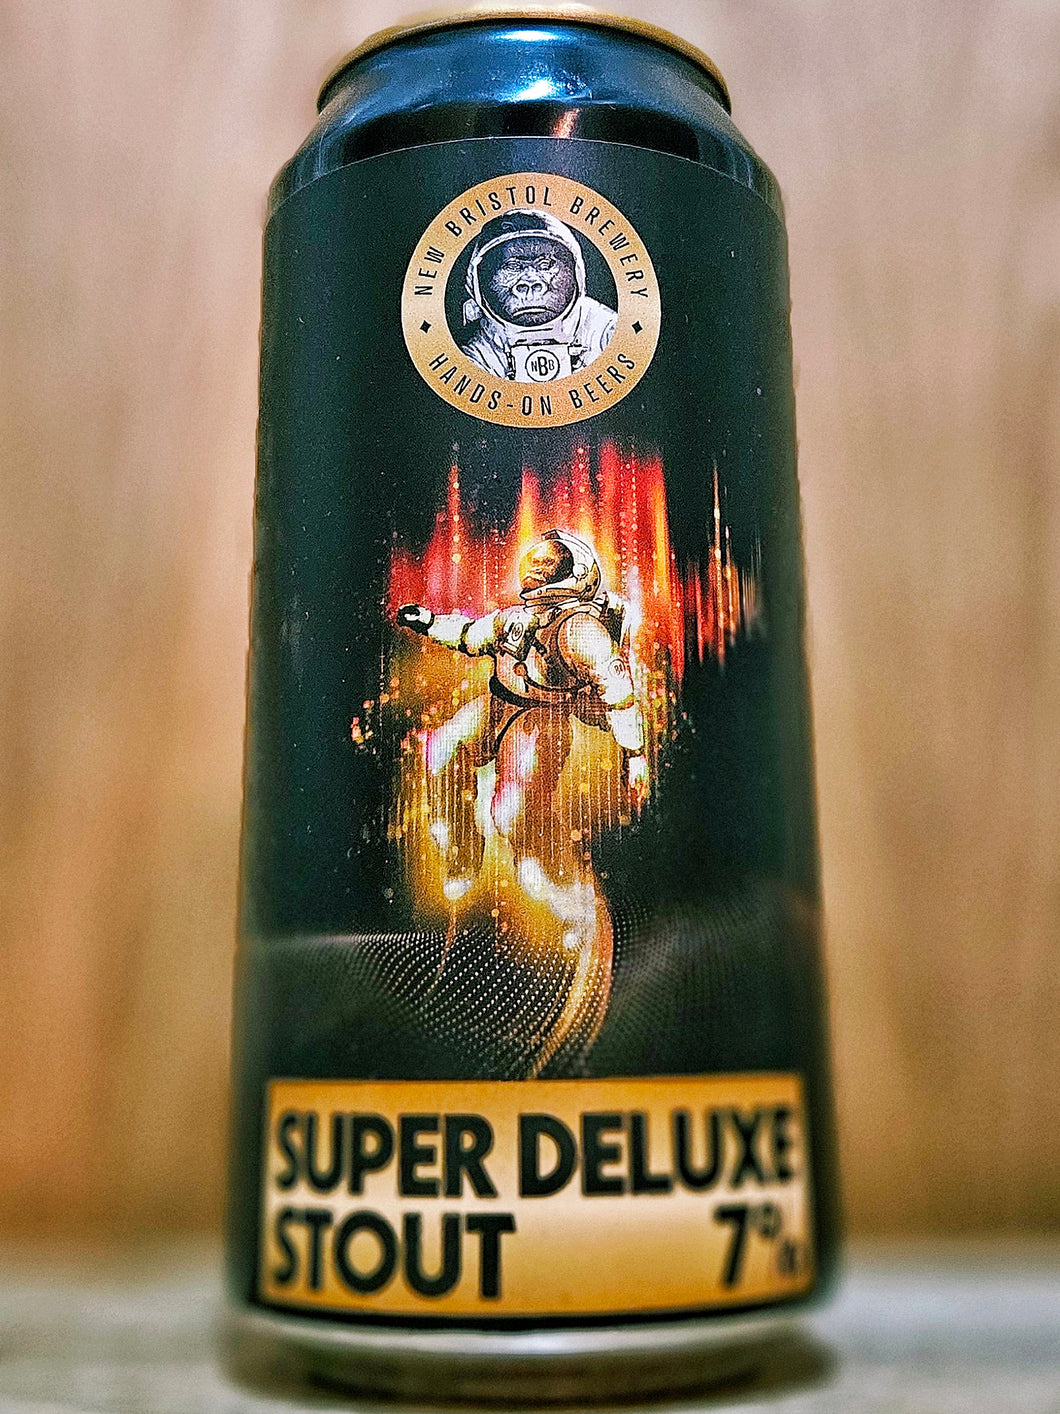 NEW BRISTOL BREWERY
NBB
HANDS-ON BEERS
SUPER DELUXE
STOUT 7%